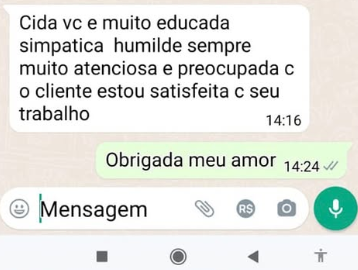 Cida vc e muito educada
simpatica humilde sempre
muito atenciosa e preocupada c
o cliente estou satisfeita c seu
trabalho
14:16
Obrigada meu amor 14:24
Mensagem
R$